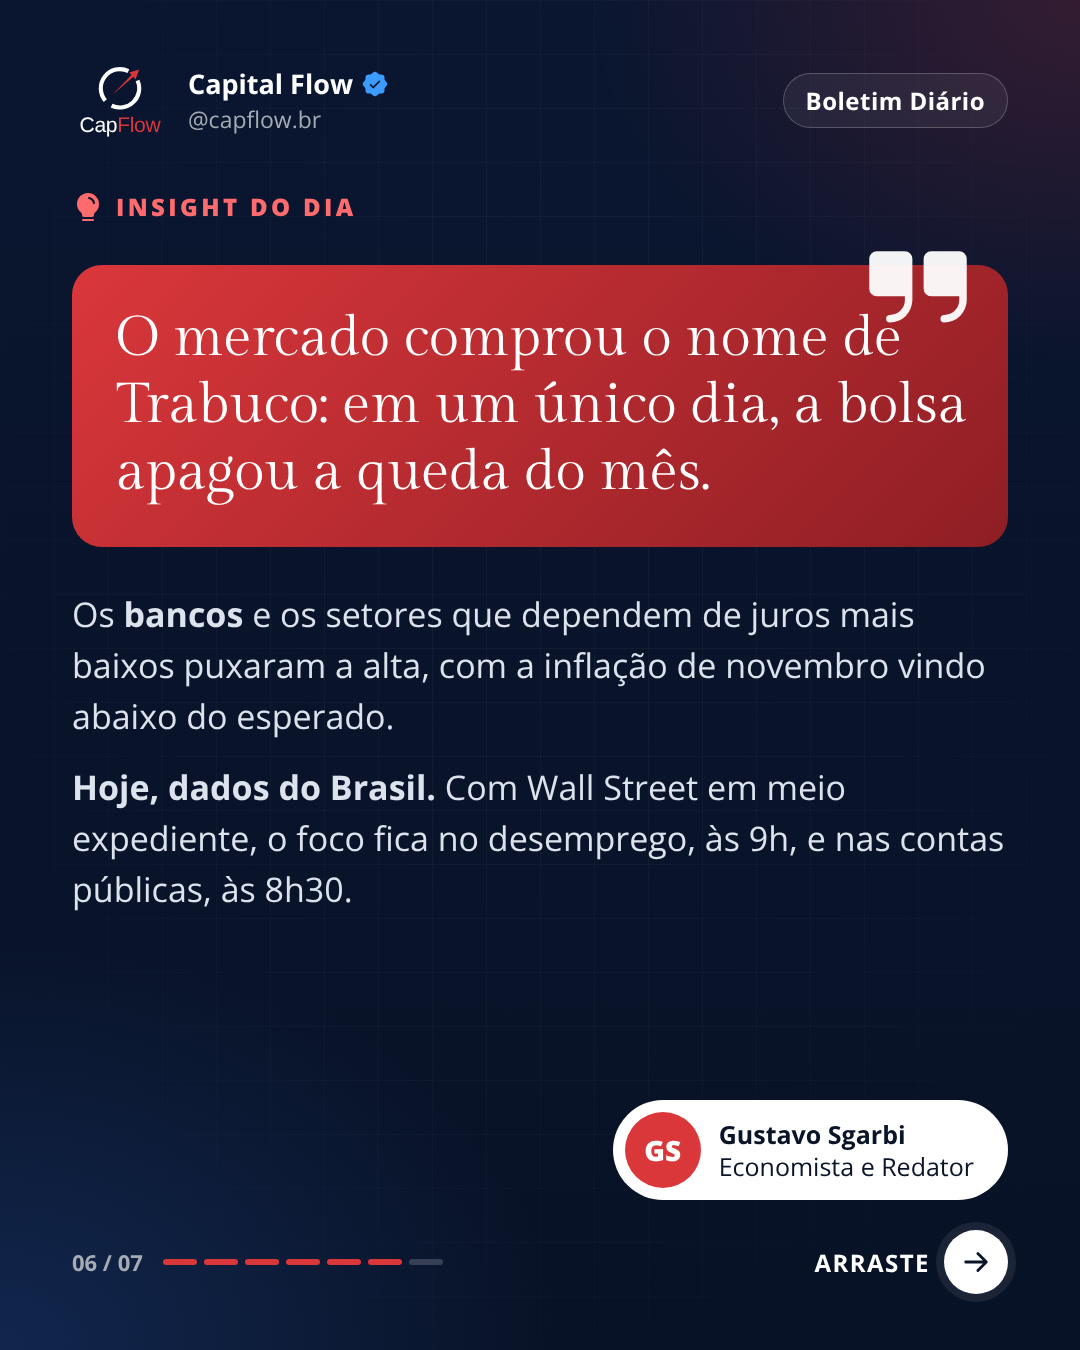 CapFlow
Capital Flow
@capflow.br
Boletim Diário
INSIGHT DO DIA
O mercado comprou o nome de
Trabuco: em um único dia, a bolsa
apagou a queda do mês.
Os bancos e os setores que dependem de juros mais
baixos puxaram a alta, com a inflação de novembro vindo
abaixo do esperado.
Hoje, dados do Brasil. Com Wall Street em meio
expediente, o foco fica no desemprego, às 9h, e nas contas
públicas, às 8h30.
GS
Gustavo Sgarbi
Economista e Redator
06 / 07
ARRASTE